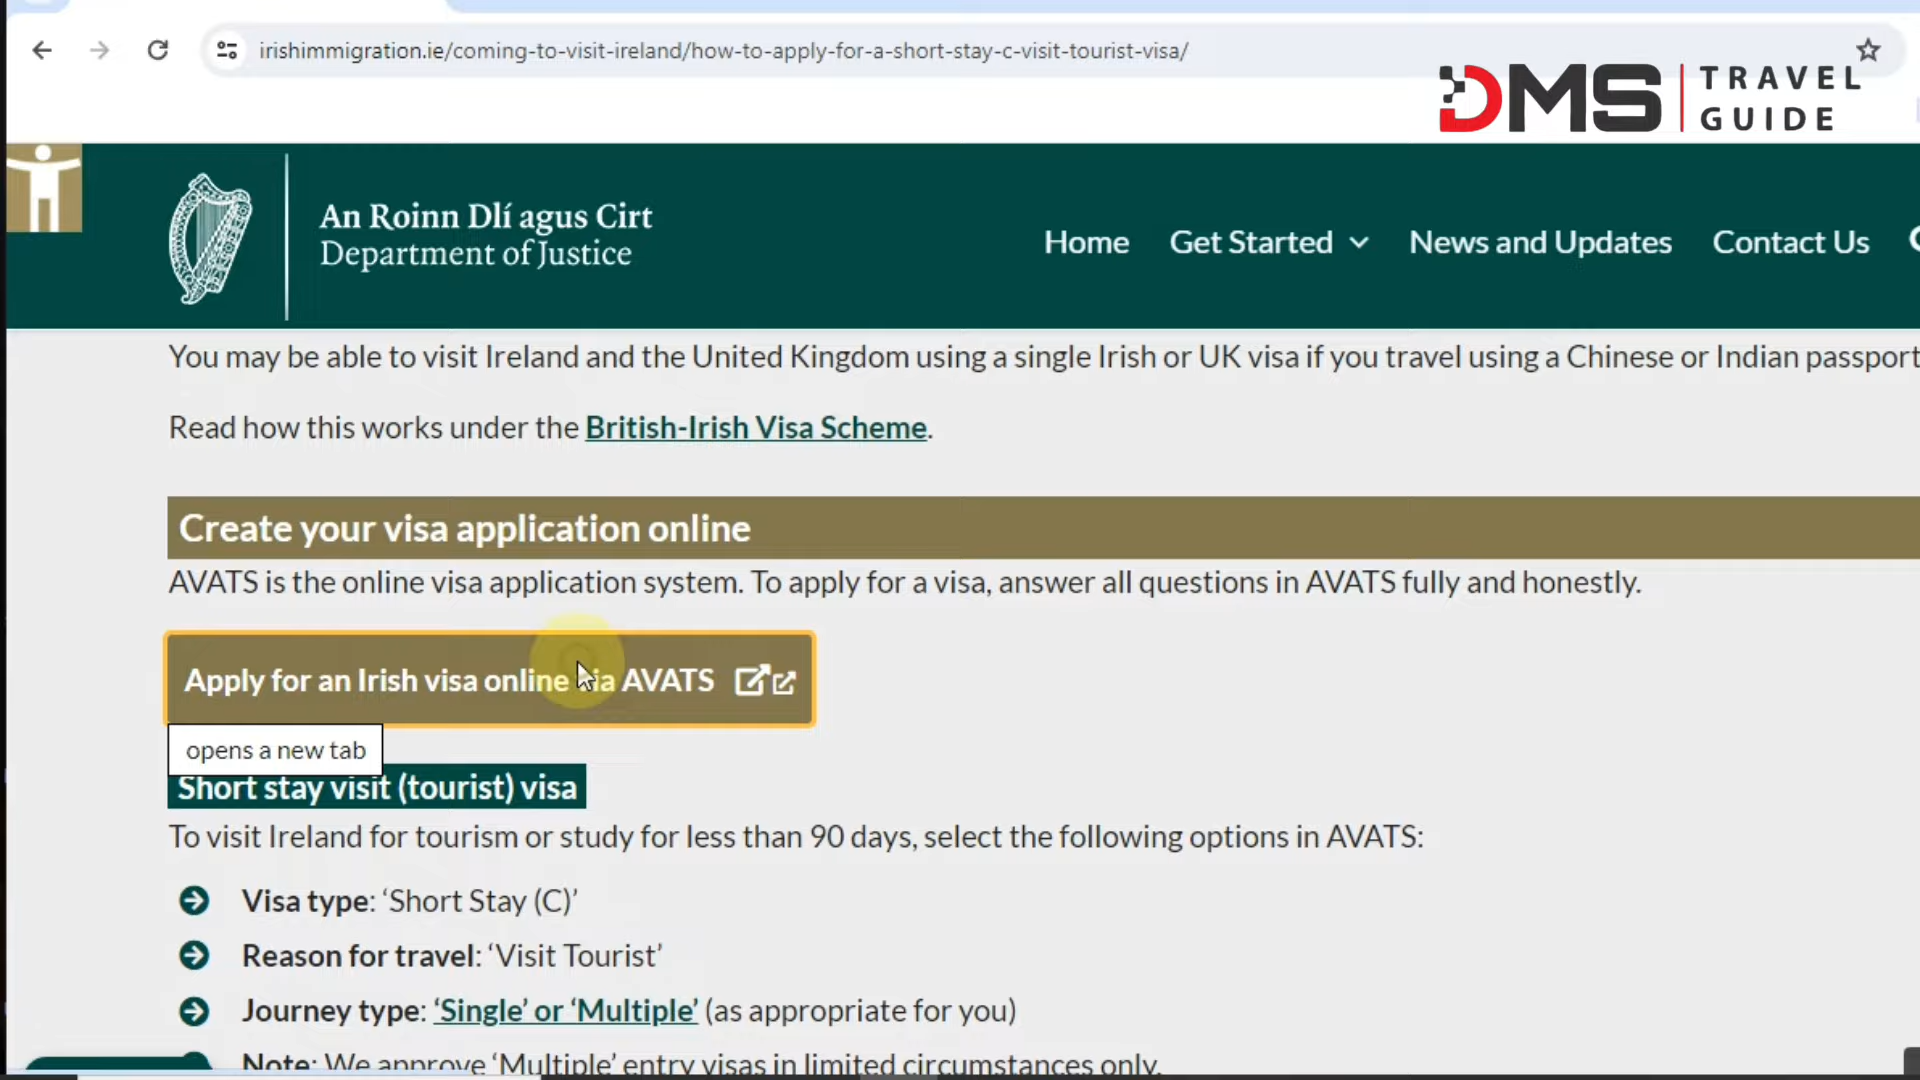 irishimmigration.ie/coming-to-visit-ireland/how-to-apply-for-a-short-stay-c-visit-tourist-visa/
DMS TRAVEL
GUIDE
An Roinn Dlí agus Cirt
Department of Justice
Home Get Started News and Updates Contact Us
You may be able to visit Ireland and the United Kingdom using a single Irish or UK visa if you travel using a Chinese or Indian passport
Read how this works under the British-Irish Visa Scheme.
Create your visa application online
AVATS is the online visa application system. To apply for a visa, answer all questions in AVATS fully and honestly.
Apply for an Irish visa online via AVATS
opens a new tab
Short stay visit (tourist) visa
To visit Ireland for tourism or study for less than 90 days, select the following options in AVATS:
Visa type: ‘Short Stay (C)’
Reason for travel: ‘Visit Tourist’
Journey type: ‘Single’ or ‘Multiple’ (as appropriate for you)
Note: We approve ‘Multiple’ entry visas in limited circumstances only.